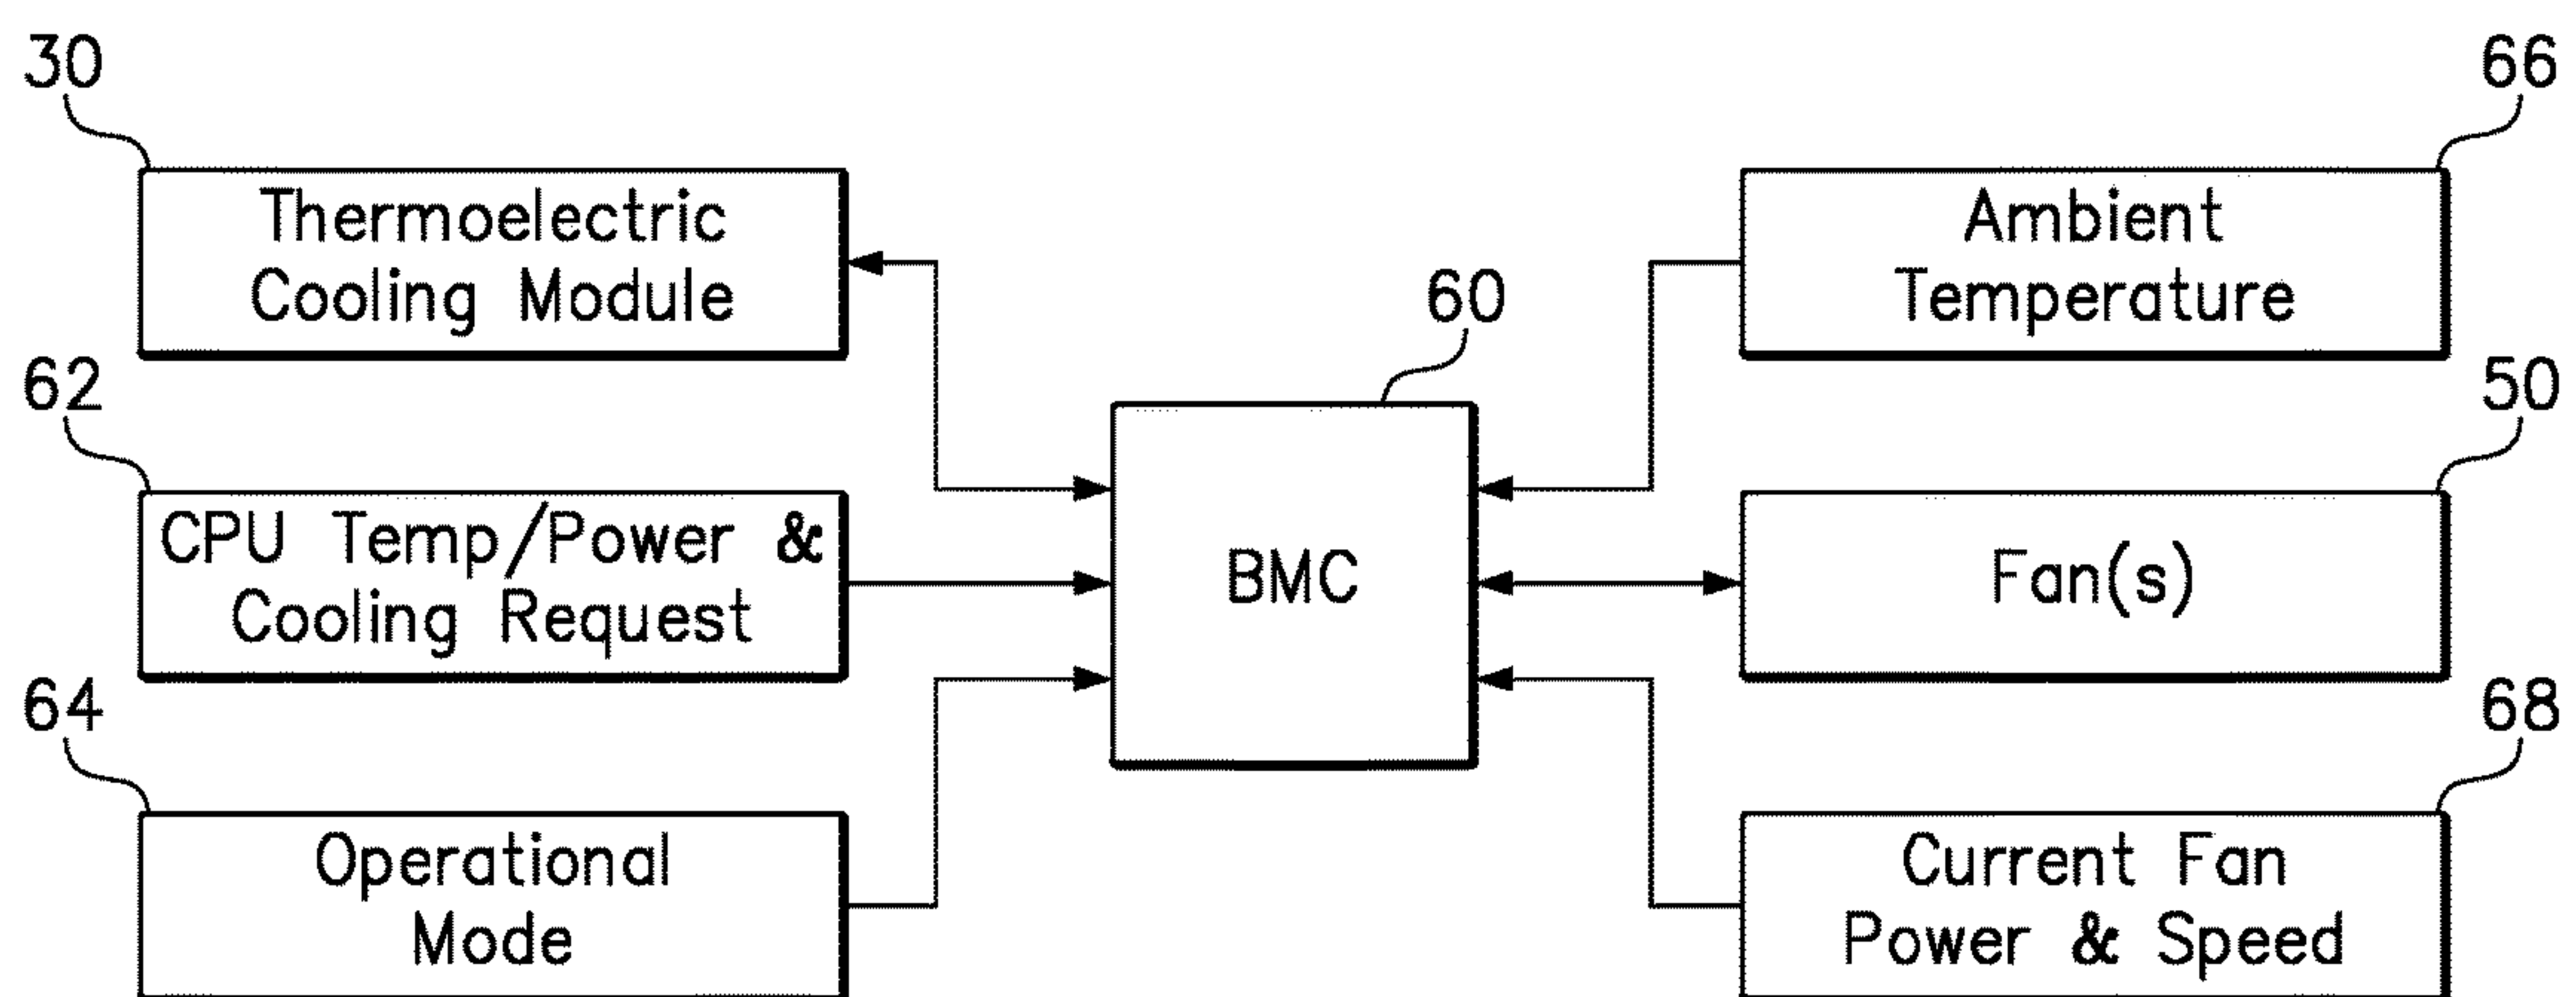 30
Thermoelectric
Cooling Module
62
CPU Temp/Power &
Cooling Request
64
Operational
Mode
60
BMC
66
Ambient
Temperature
50
Fan(s)
68
Current Fan
Power & Speed